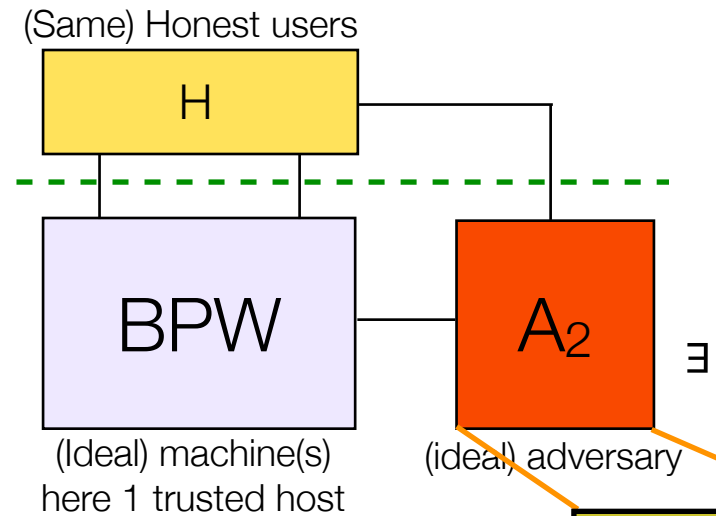 (Same) Honest users
H
BPW
A₂
∃
(Ideal) machine(s)
here 1 trusted host
(ideal) adversary